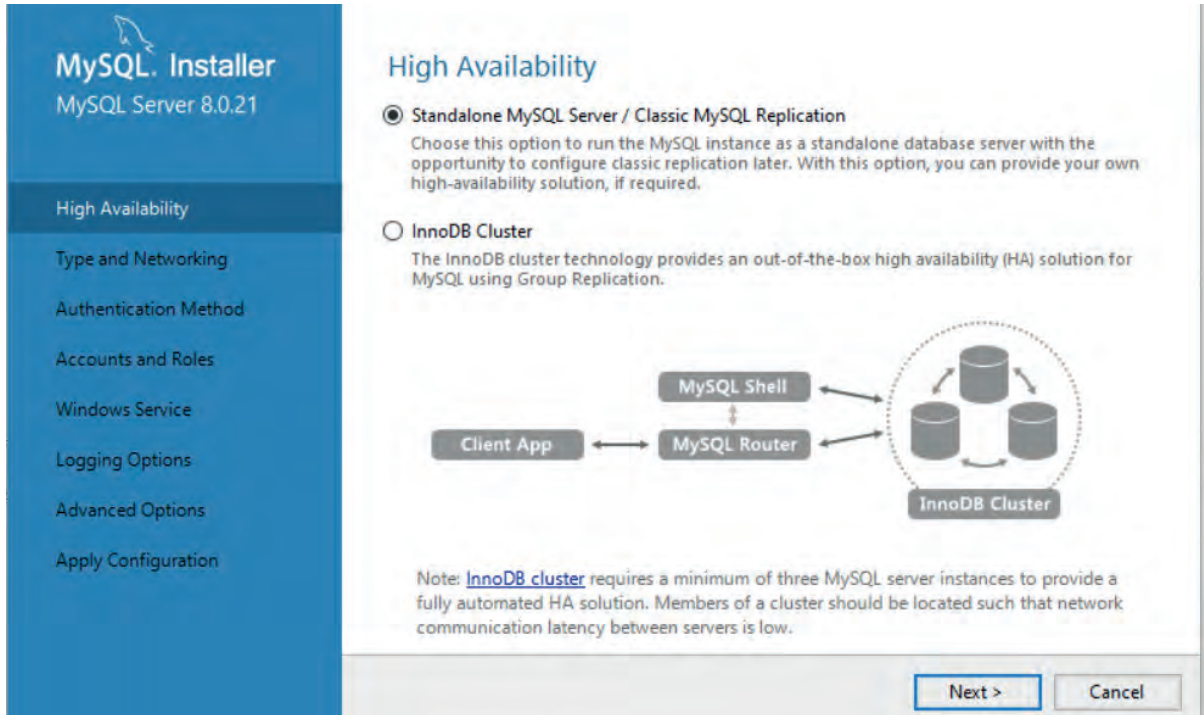 MySQL. Installer
MySQL Server 8.0.21
High Availability
Type and Networking
Authentication Method
Accounts and Roles
Windows Service
Logging Options
Advanced Options
Apply Configuration
High Availability
Standalone MySQL Server / Classic MySQL Replication
Choose this option to run the MySQL instance as a standalone database server with the
opportunity to configure classic replication later. With this option, you can provide your own
high-availability solution, if required.
InnoDB Cluster
The InnoDB cluster technology provides an out-of-the-box high availability (HA) solution for
MySQL using Group Replication.
MySQL Shell
Client App
MySQL Router
InnoDB Cluster
Note: InnoDB cluster requires a minimum of three MySQL server instances to provide a
fully automated HA solution. Members of a cluster should be located such that network
communication latency between servers is low.
Next >
Cancel